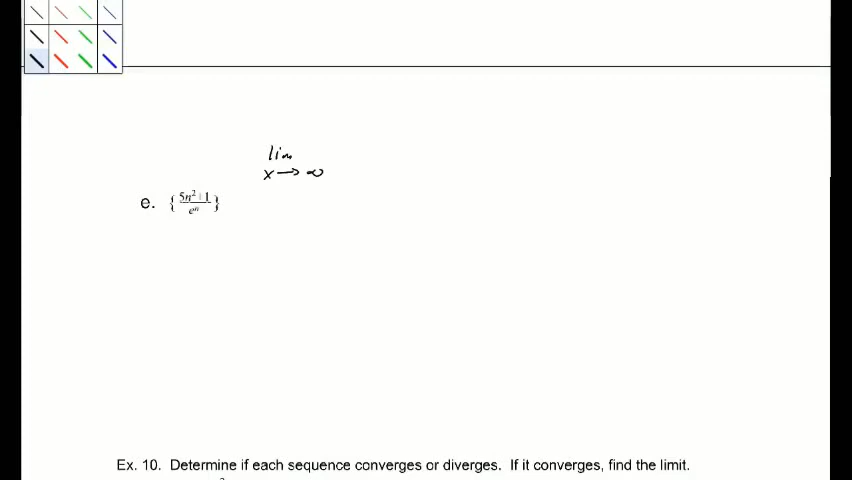 lim
x → ∞
e. { 5n² + 1 / eⁿ }
Ex. 10. Determine if each sequence converges or diverges. If it converges, find the limit.